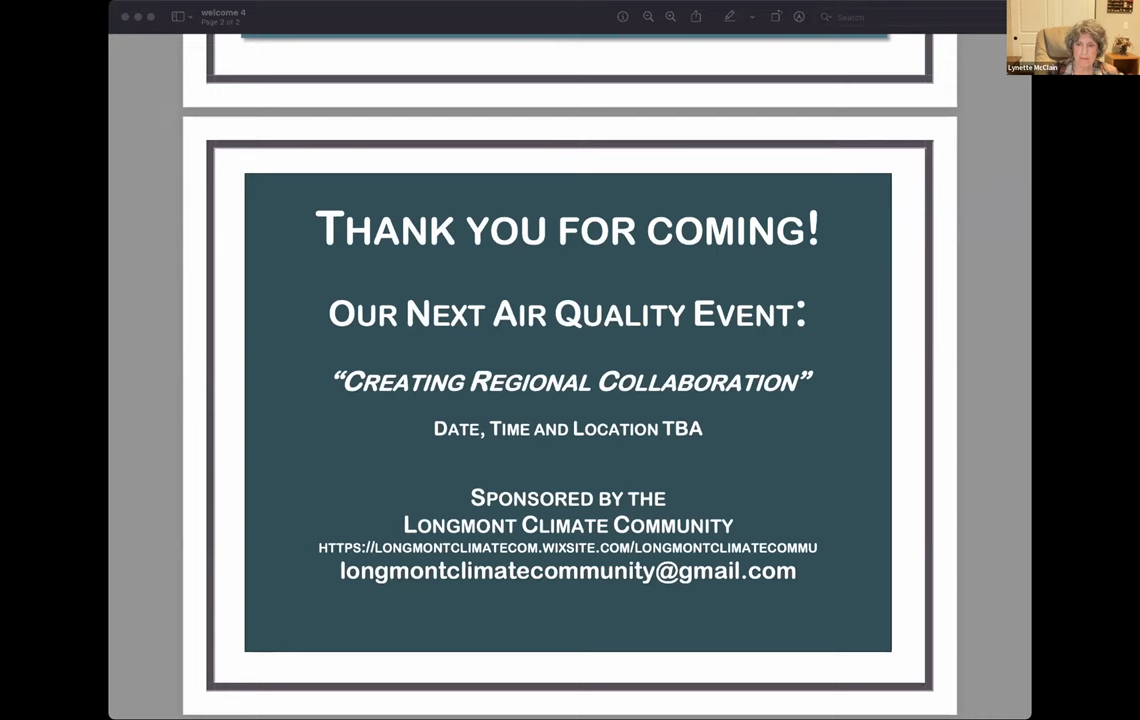 welcome 4
Page 2 of 2
Search
Lynette McClain
THANK YOU FOR COMING!
OUR NEXT AIR QUALITY EVENT:
“CREATING REGIONAL COLLABORATION”
DATE, TIME AND LOCATION TBA
SPONSORED BY THE
LONGMONT CLIMATE COMMUNITY
HTTPS://LONGMONTCLIMATECOM.WIXSITE.COM/LONGMONTCLIMATECOMMU
longmontclimatecommunity@gmail.com